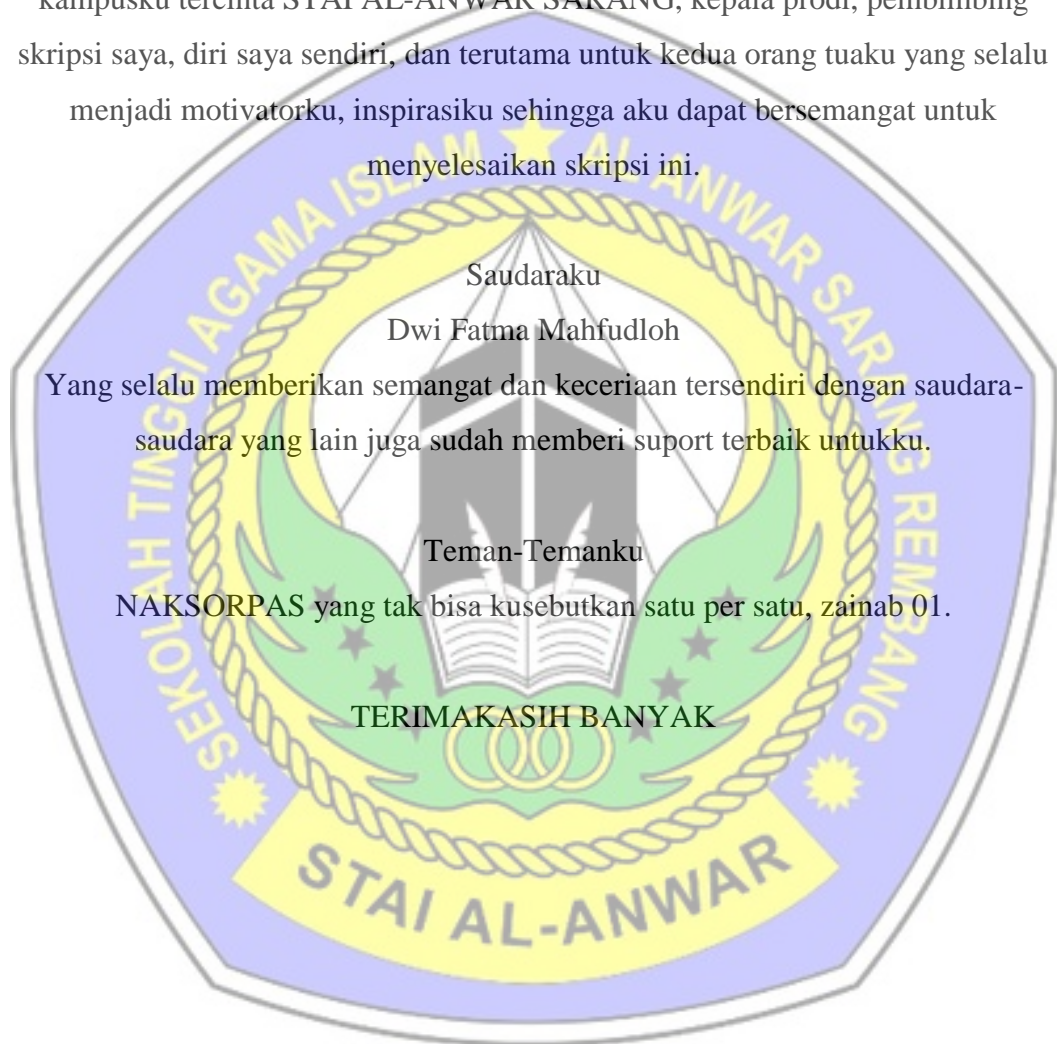 kampusku tercinta STAI AL-ANWAR SARANG, kepala prodi, pembimbing
skripsi saya, diri saya sendiri, dan terutama untuk kedua orang tuaku yang selalu
menjadi motivatorku, inspirasiku sehingga aku dapat bersemangat untuk
menyelesaikan skripsi ini.
Saudaraku
Dwi Fatma Mahfudloh
Yang selalu memberikan semangat dan keceriaan tersendiri dengan saudara-
saudara yang lain juga sudah memberi suport terbaik untukku.
Teman-Temanku
NAKSORPAS yang tak bisa kusebutkan satu per satu, zainab 01.
TERIMAKASIH BANYAK
SEKOLAH TINGGI AGAMA ISLAM AL-ANWAR SARANG REMBANG
STAI AL-ANWAR